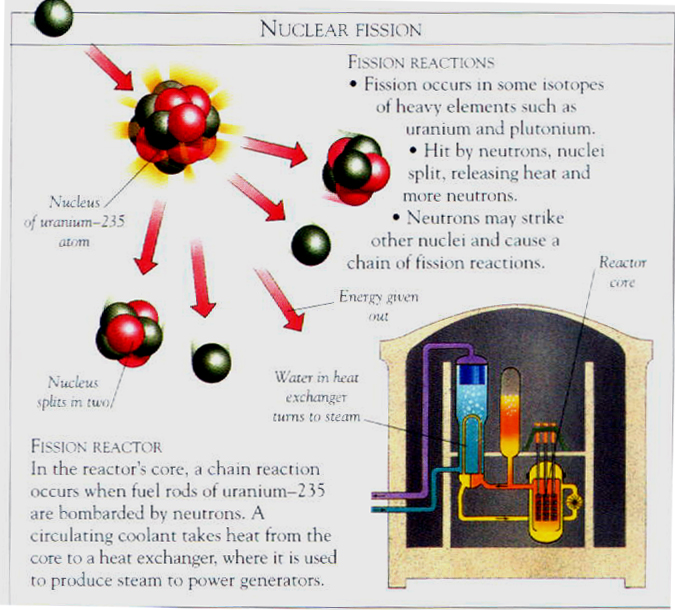 NUCLEAR FISSION
FISSION REACTIONS
• Fission occurs in some isotopes
of heavy elements such as
uranium and plutonium.
• Hit by neutrons, nuclei
split, releasing heat and
more neutrons.
• Neutrons may strike
other nuclei and cause a
chain of fission reactions.
Nucleus
of uranium–235
atom
Energy given
out
Reactor
core
Nucleus
splits in two
Water in heat
exchanger
turns to steam
FISSION REACTOR
In the reactor's core, a chain reaction
occurs when fuel rods of uranium–235
are bombarded by neutrons. A
circulating coolant takes heat from the
core to a heat exchanger, where it is used
to produce steam to power generators.